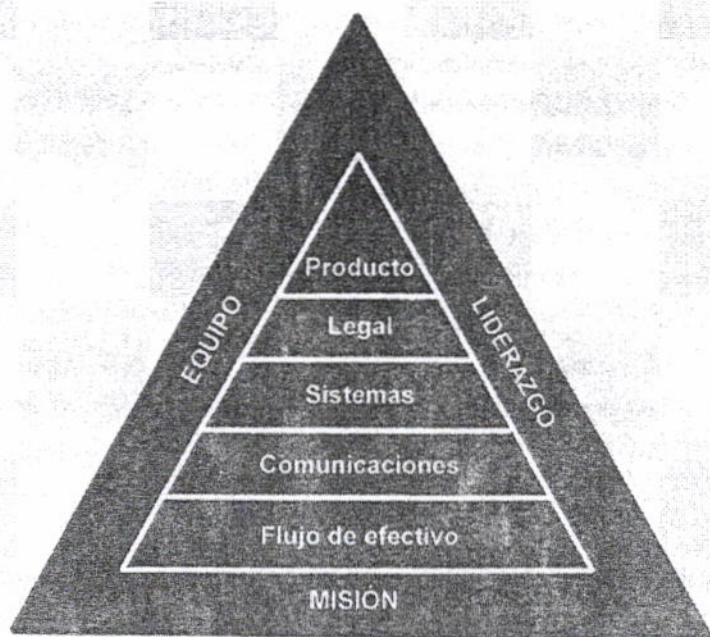 Producto
EQUIPO
LIDERAZGO
Legal
Sistemas
Comunicaciones
Flujo de efectivo
MISIÓN